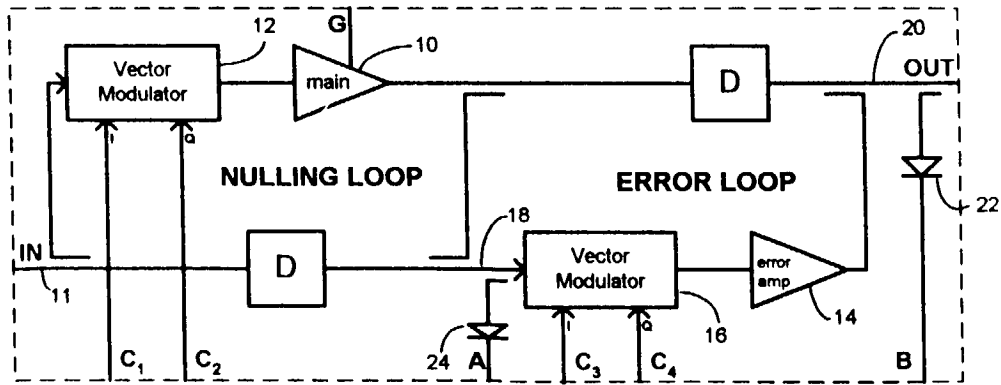 G
12
10
20
Vector
Modulator
main
D
OUT
I
Q
NULLING LOOP
ERROR LOOP
22
18
IN
D
Vector
Modulator
error
amp
11
24
I
Q
16
14
C1
C2
A
C3
C4
B